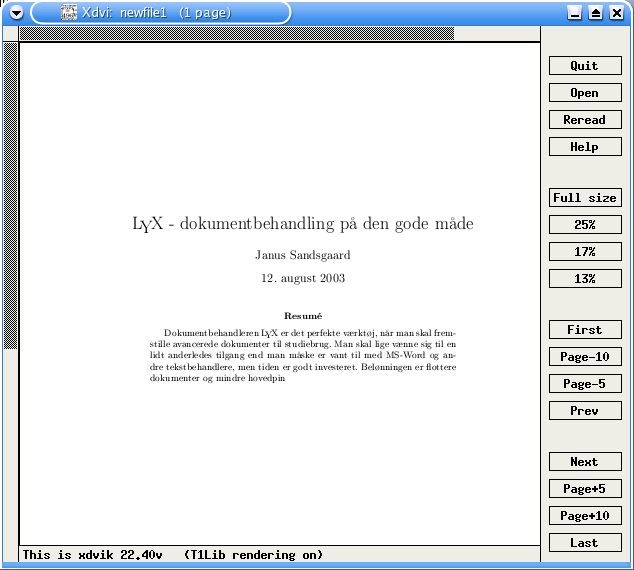 Xdvi: newfile1 (1 page)
Quit
Open
Reread
Help
Full size
25%
17%
13%
First
Page-10
Page-5
Prev
Next
Page+5
Page+10
Last
LyX - dokumentbehandling på den gode måde
Janus Sandsgaard
12. august 2003
Resumé
Dokumentbehandleren LyX er det perfekte værktøj, når man skal frem-
stille avancerede dokumenter til studiebrug. Man skal lige vænne sig til en
lidt anderledes tilgang end man måske er vant til med MS-Word og an-
dre tekstbehandlere, men tiden er godt investeret. Belønningen er flottere
dokumenter og mindre hovedpin
This is xdvik 22.40v (T1Lib rendering on)